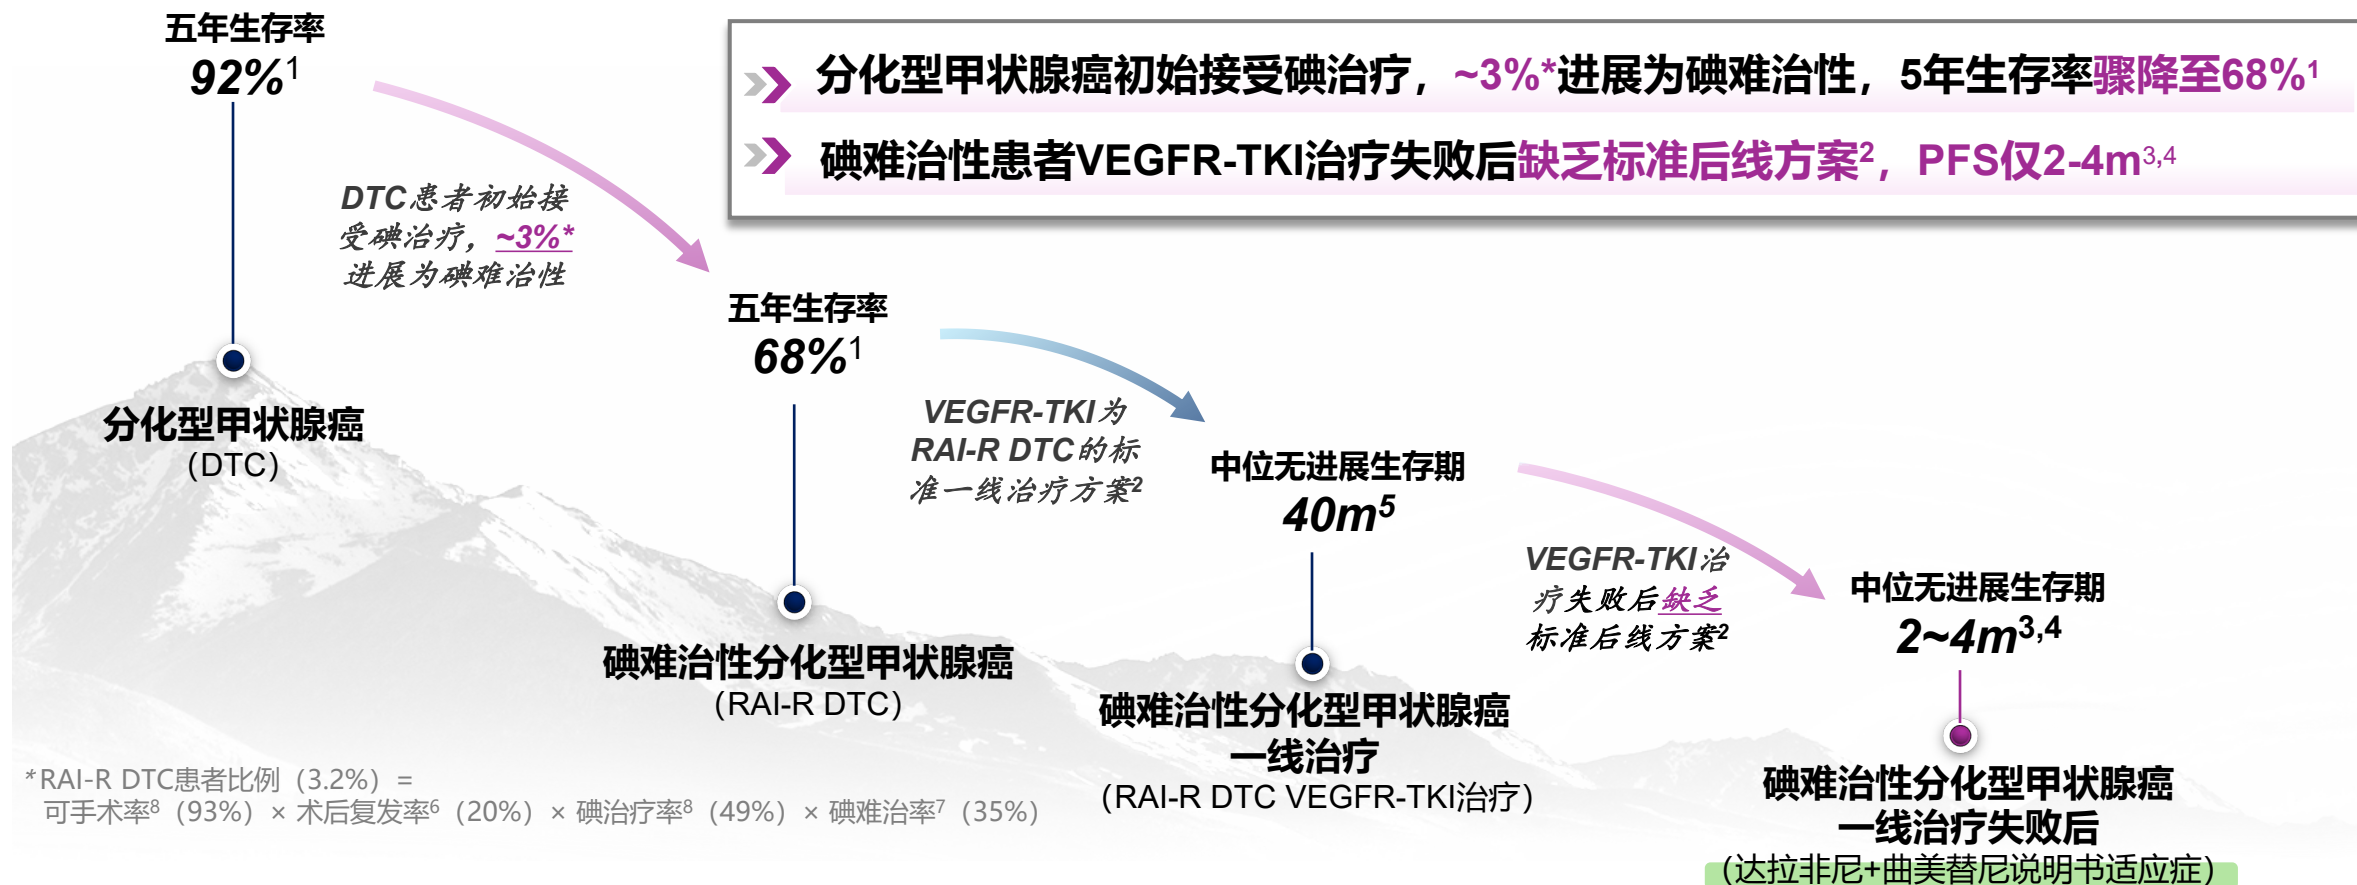 五年生存率
92%¹
分化型甲状腺癌初始接受碘治疗，~3%*进展为碘难治性，5年生存率骤降至68%¹
碘难治性患者VEGFR-TKI治疗失败后缺乏标准后线方案²，PFS仅2-4m³,⁴
DTC患者初始接
受碘治疗，~3%*
进展为碘难治性
五年生存率
68%¹
VEGFR-TKI为
RAI-R DTC的标
准一线治疗方案²
中位无进展生存期
40m⁵
VEGFR-TKI治
疗失败后缺乏
标准后线方案²
中位无进展生存期
2~4m³,⁴
分化型甲状腺癌
（DTC）
碘难治性分化型甲状腺癌
（RAI-R DTC）
碘难治性分化型甲状腺癌
一线治疗
（RAI-R DTC VEGFR-TKI治疗）
碘难治性分化型甲状腺癌
一线治疗失败后
（达拉非尼+曲美替尼说明书适应症）
*RAI-R DTC患者比例（3.2%）=
可手术率⁸（93%）× 术后复发率⁶（20%）× 碘治疗率⁸（49%）× 碘难治率⁷（35%）